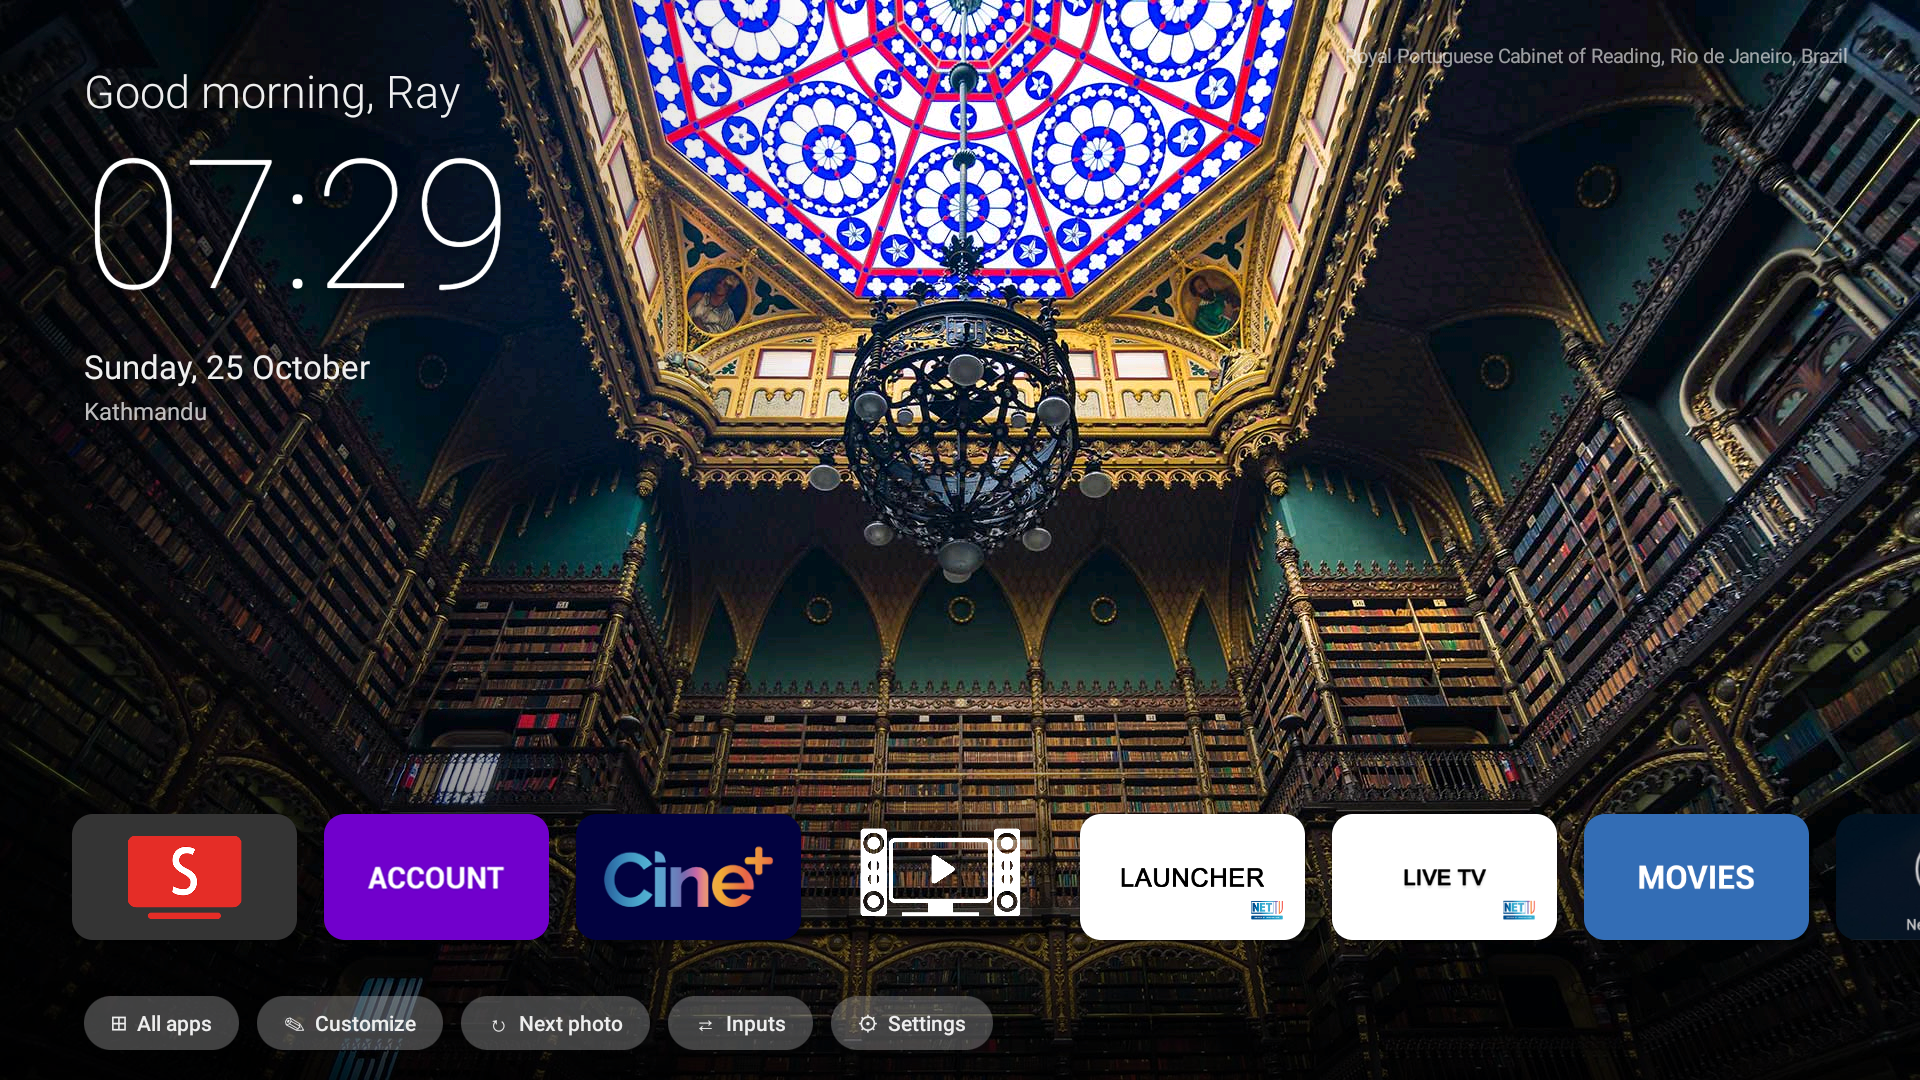 Royal Portuguese Cabinet of Reading, Rio de Janeiro, Brazil
Good morning, Ray
07:29
Sunday, 25 October
Kathmandu
S
ACCOUNT
Cine+
LAUNCHER
NETTV
LIVE TV
NETTV
MOVIES
All apps
Customize
Next photo
Inputs
Settings